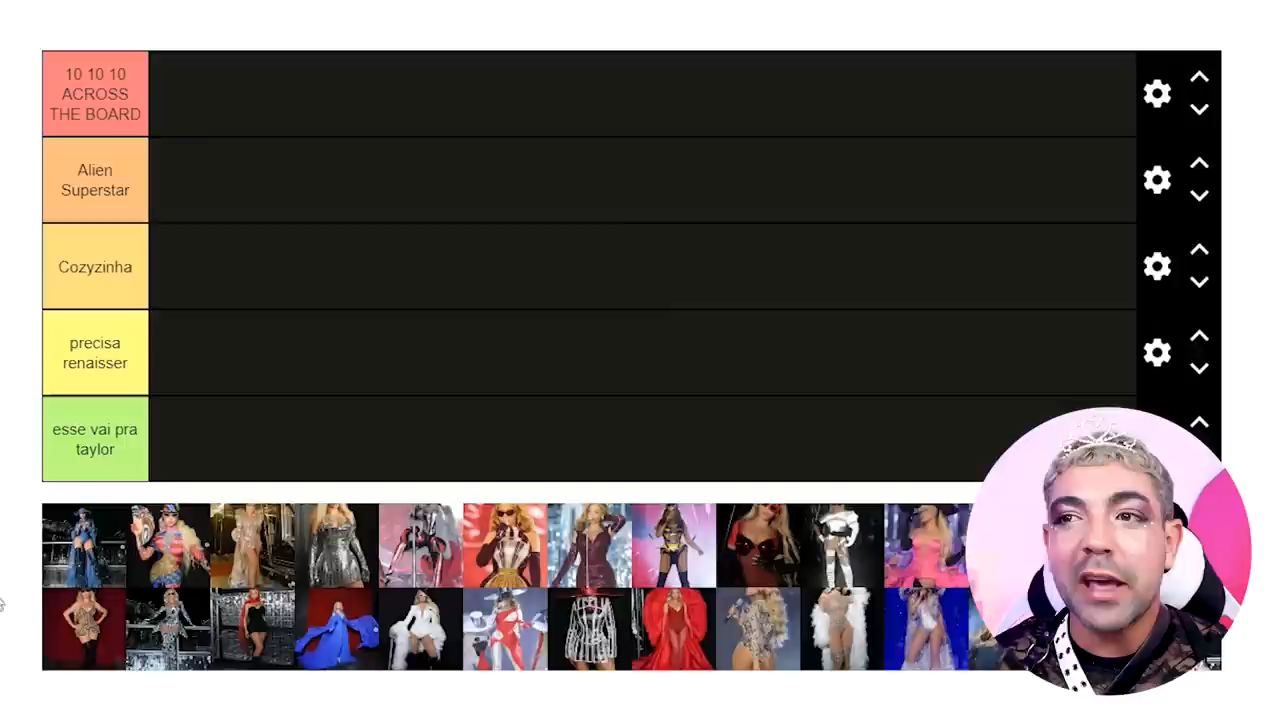 10 10 10
ACROSS
THE BOARD
Alien
Superstar
Cozyzinha
precisa
renaisser
esse vai pra
taylor